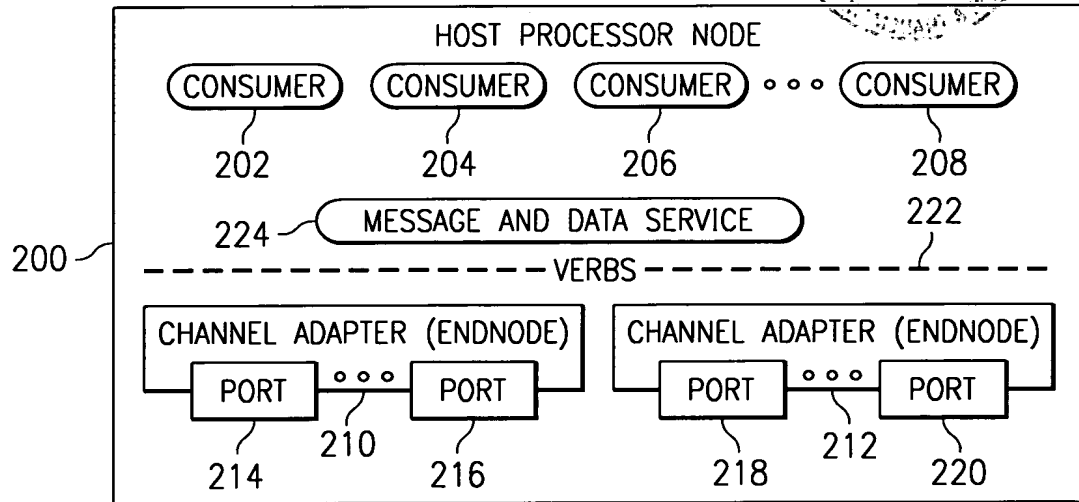 HOST PROCESSOR NODE
CONSUMER CONSUMER CONSUMER CONSUMER
202 204 206 208
224 MESSAGE AND DATA SERVICE 222
200
VERBS
CHANNEL ADAPTER (ENDNODE) CHANNEL ADAPTER (ENDNODE)
PORT PORT PORT PORT
214 210 216 218 212 220